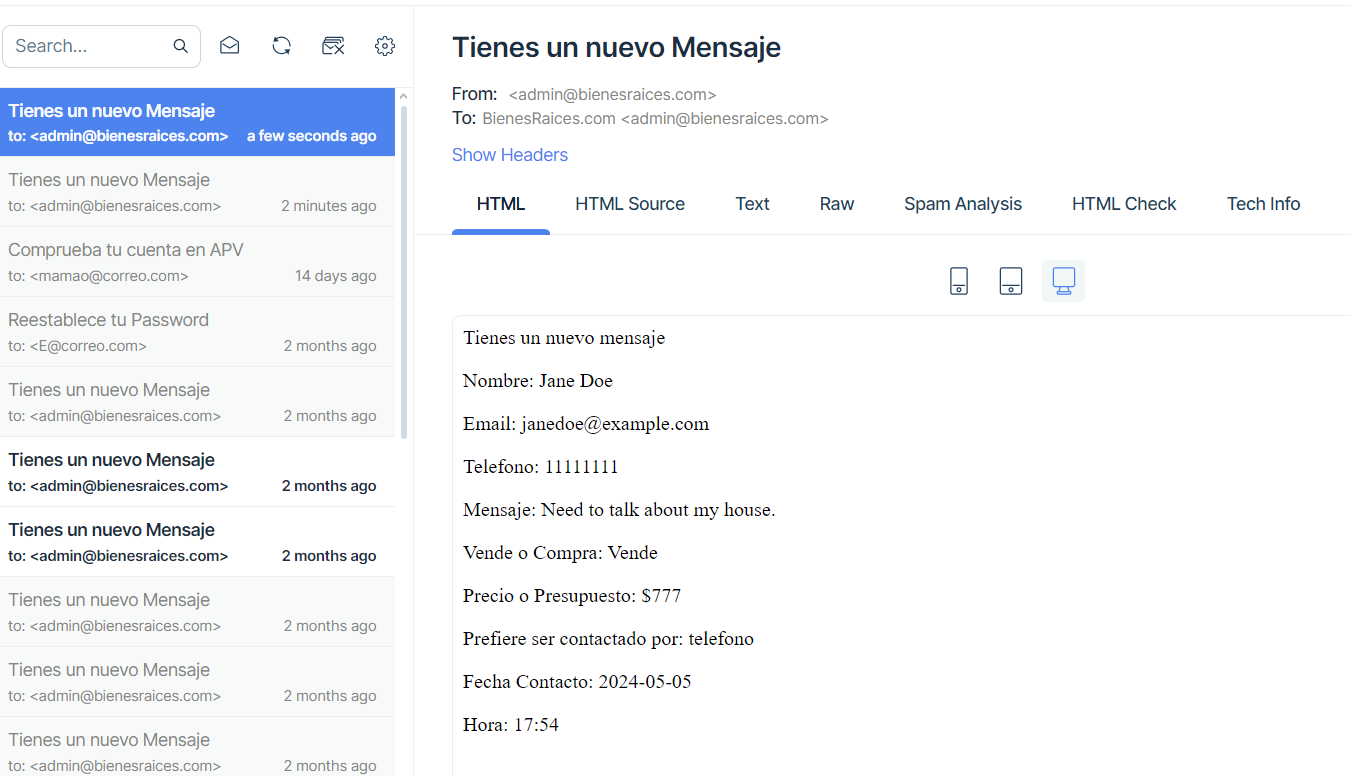 Search...
Tienes un nuevo Mensaje
to: <admin@bienesraices.com> a few seconds ago
Tienes un nuevo Mensaje
to: <admin@bienesraices.com> 2 minutes ago
Comprueba tu cuenta en APV
to: <mamao@correo.com> 14 days ago
Reestablece tu Password
to: <E@correo.com> 2 months ago
Tienes un nuevo Mensaje
to: <admin@bienesraices.com> 2 months ago
Tienes un nuevo Mensaje
to: <admin@bienesraices.com> 2 months ago
Tienes un nuevo Mensaje
to: <admin@bienesraices.com> 2 months ago
Tienes un nuevo Mensaje
to: <admin@bienesraices.com> 2 months ago
Tienes un nuevo Mensaje
to: <admin@bienesraices.com> 2 months ago
Tienes un nuevo Mensaje
to: <admin@bienesraices.com> 2 months ago
Tienes un nuevo Mensaje
From: <admin@bienesraices.com>
To: BienesRaices.com <admin@bienesraices.com>
Show Headers
HTML HTML Source Text Raw Spam Analysis HTML Check Tech Info
Tienes un nuevo mensaje
Nombre: Jane Doe
Email: janedoe@example.com
Telefono: 11111111
Mensaje: Need to talk about my house.
Vende o Compra: Vende
Precio o Presupuesto: $777
Prefiere ser contactado por: telefono
Fecha Contacto: 2024-05-05
Hora: 17:54